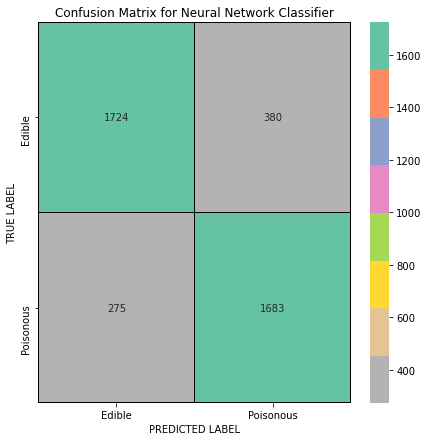 Confusion Matrix for Neural Network Classifier
TRUE LABEL
Edible
Poisonous
1724 380
275 1683
Edible Poisonous
PREDICTED LABEL
1600
1400
1200
1000
800
600
400